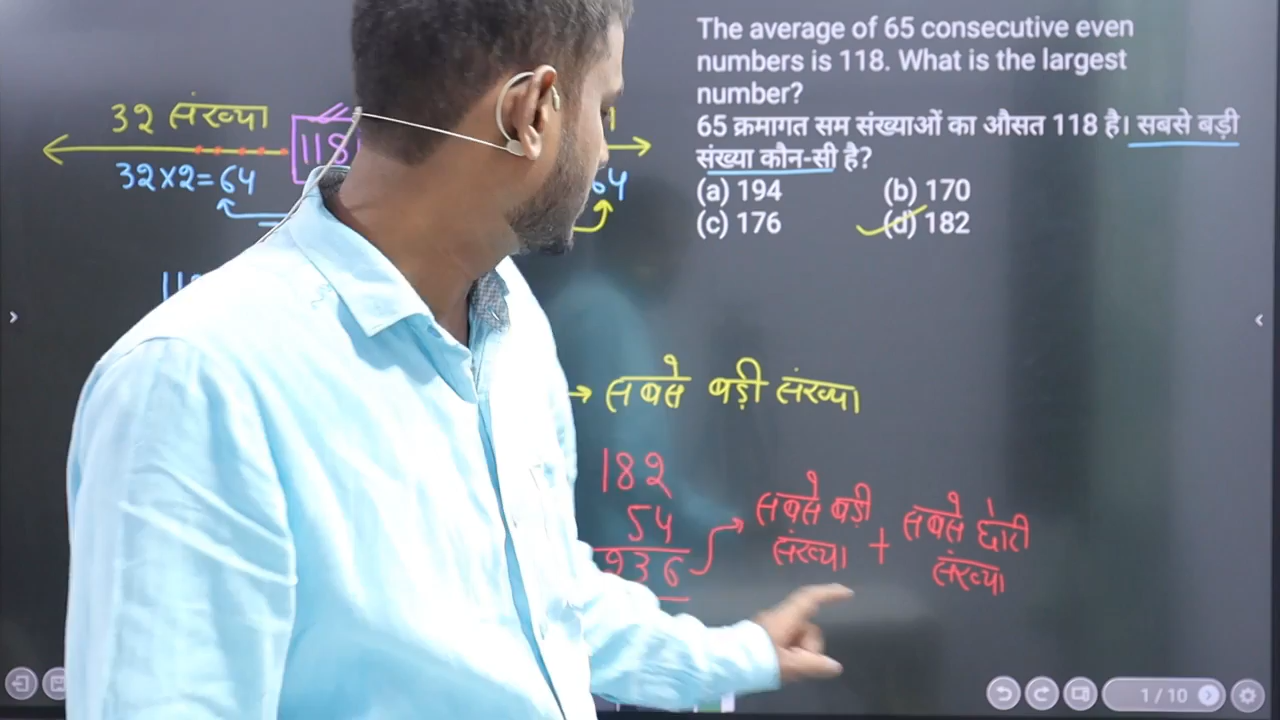 The average of 65 consecutive even
numbers is 118. What is the largest
number?
65 क्रमागत सम संख्याओं का औसत 118 है। सबसे बड़ी
संख्या कौन-सी है?
(a) 194 (b) 170
(c) 176 (d) 182
32 संख्या
118
32×2=64
64
→ सबसे बड़ी संख्या
182
54
236
सबसे बड़ी
संख्या + सबसे छोटी
संख्या
1 / 10